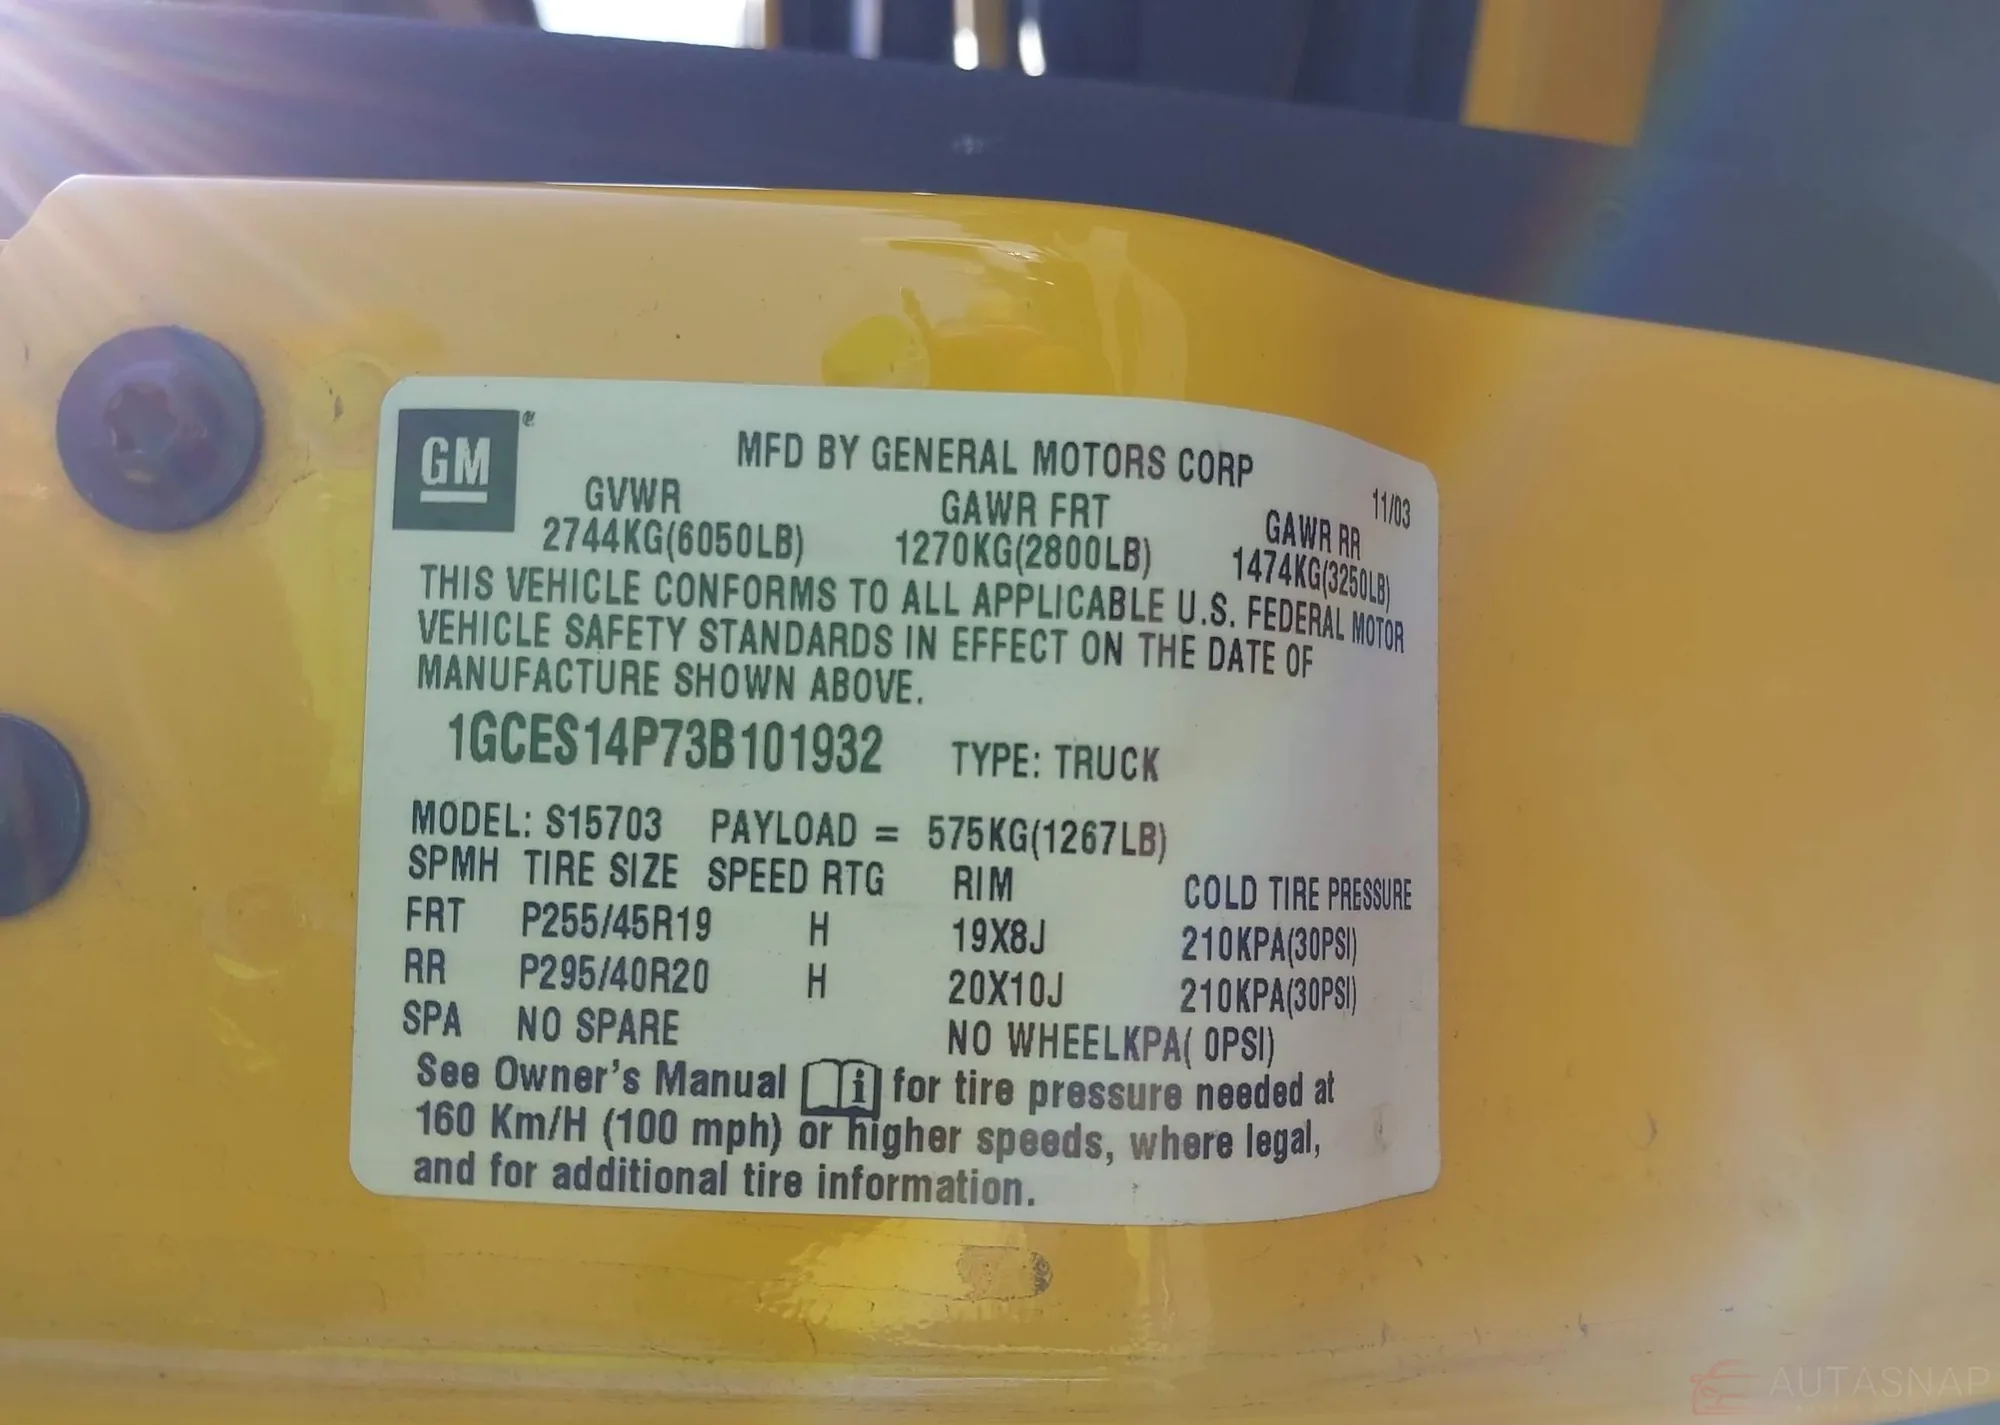 GM
MFD BY GENERAL MOTORS CORP
11/03
GVWR GAWR FRT GAWR RR
2744KG(6050LB) 1270KG(2800LB) 1474KG(3250LB)
THIS VEHICLE CONFORMS TO ALL APPLICABLE U.S. FEDERAL MOTOR
VEHICLE SAFETY STANDARDS IN EFFECT ON THE DATE OF
MANUFACTURE SHOWN ABOVE.
1GCES14P73B101932 TYPE: TRUCK
MODEL: S15703 PAYLOAD = 575KG(1267LB)
SPMH TIRE SIZE SPEED RTG RIM COLD TIRE PRESSURE
FRT P255/45R19 H 19X8J 210KPA(30PSI)
RR P295/40R20 H 20X10J 210KPA(30PSI)
SPA NO SPARE NO WHEELKPA( 0PSI)
See Owner's Manual i for tire pressure needed at
160 Km/H (100 mph) or higher speeds, where legal,
and for additional tire information.
AUTASNAP